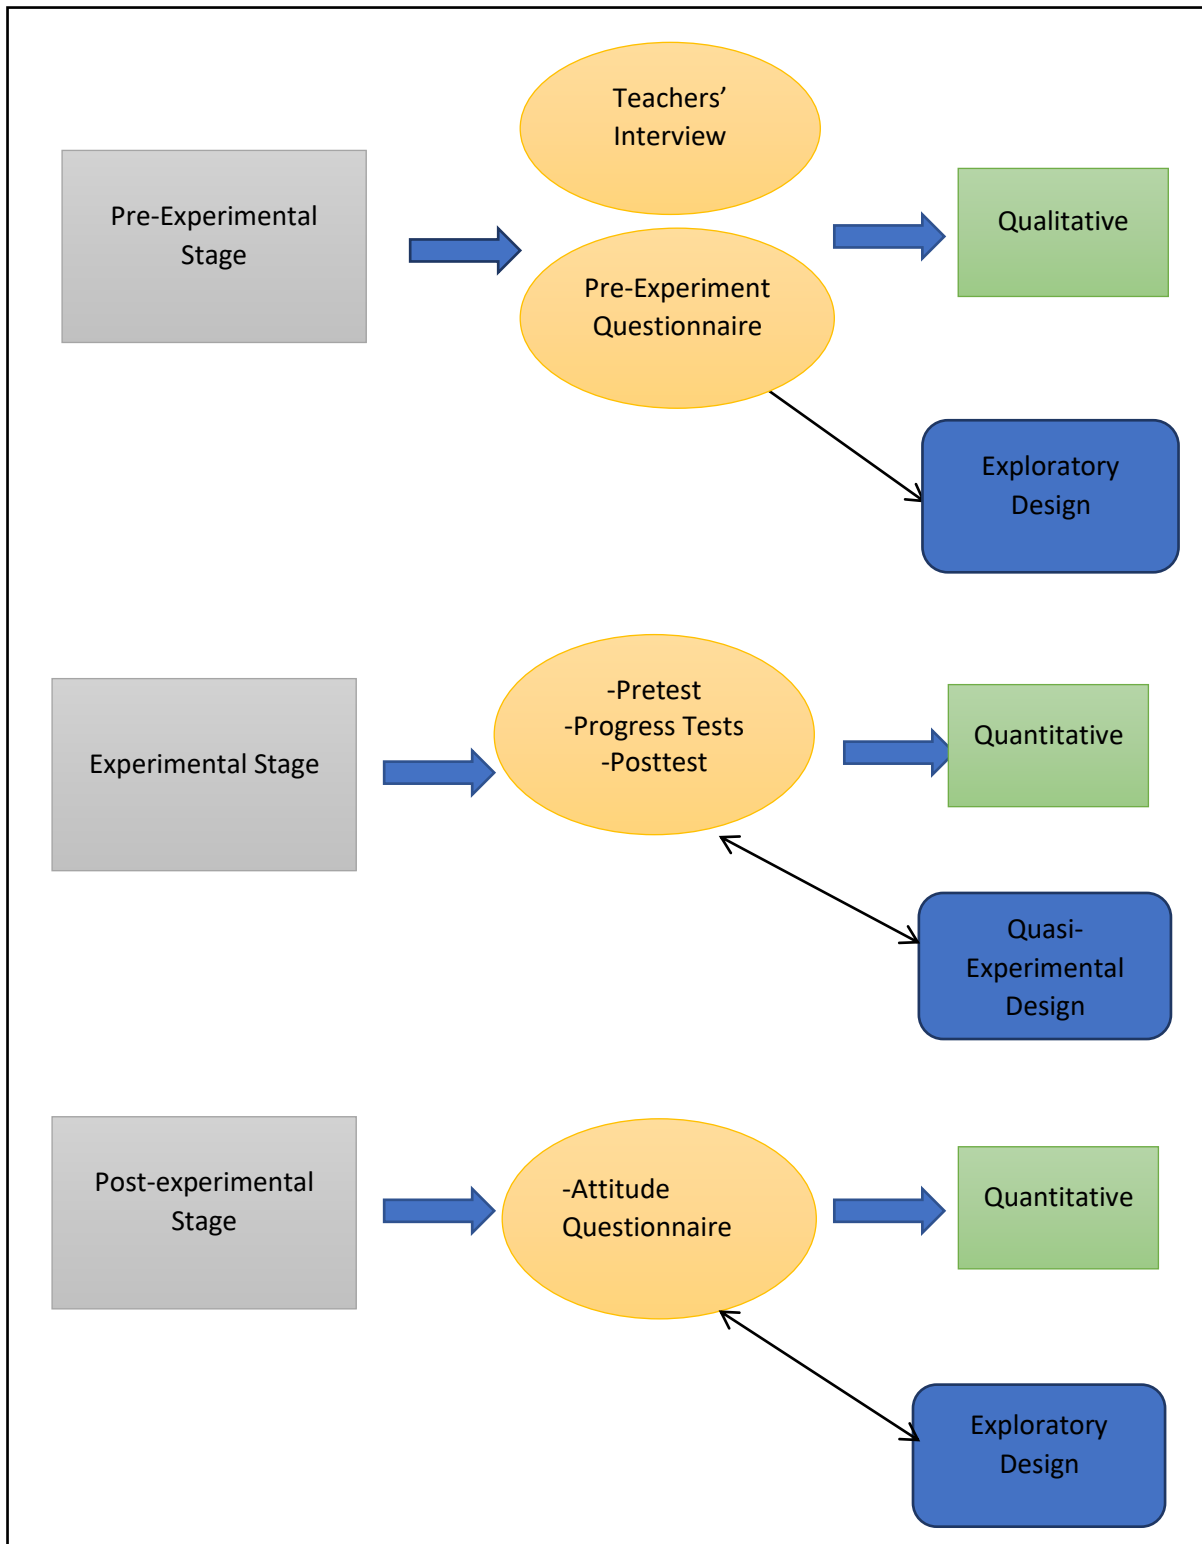 Teachers’
Interview
Pre-Experimental
Stage
Qualitative
Pre-Experiment
Questionnaire
Exploratory
Design
-Pretest
-Progress Tests
-Posttest
Experimental Stage
Quantitative
Quasi-
Experimental
Design
Post-experimental
Stage
-Attitude
Questionnaire
Quantitative
Exploratory
Design